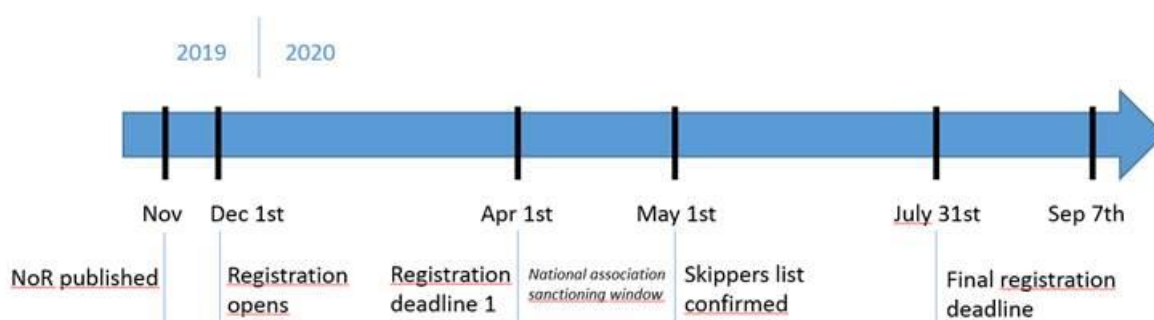 2019 2020
Nov Dec 1st Apr 1st May 1st July 31st Sep 7th
NoR published
Registration
opens
Registration
deadline 1
National association
sanctioning window
Skippers list
confirmed
Final registration
deadline